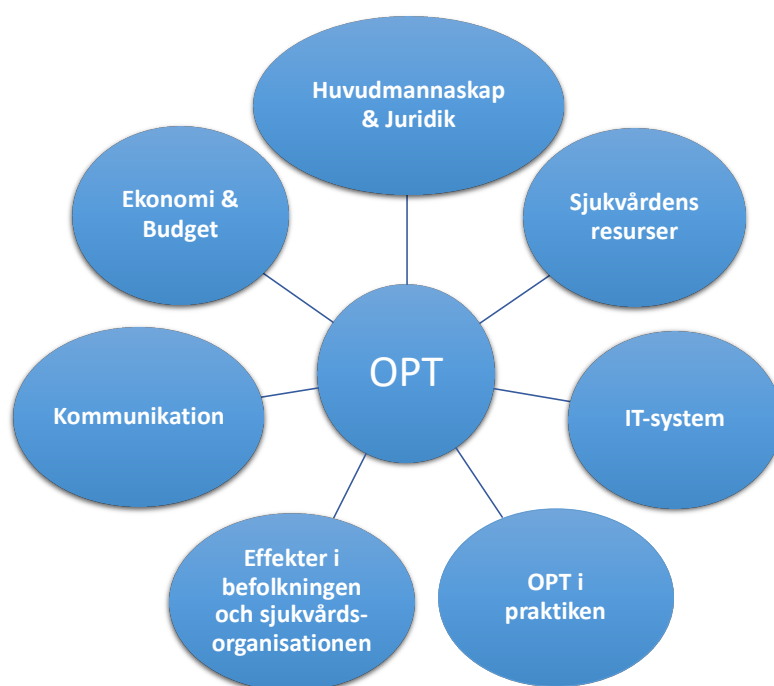 Huvudmannaskap
& Juridik
Ekonomi &
Budget
Sjukvårdens
resurser
OPT
Kommunikation
IT-system
Effekter i
befolkningen
och sjukvårds-
organisationen
OPT i
praktiken